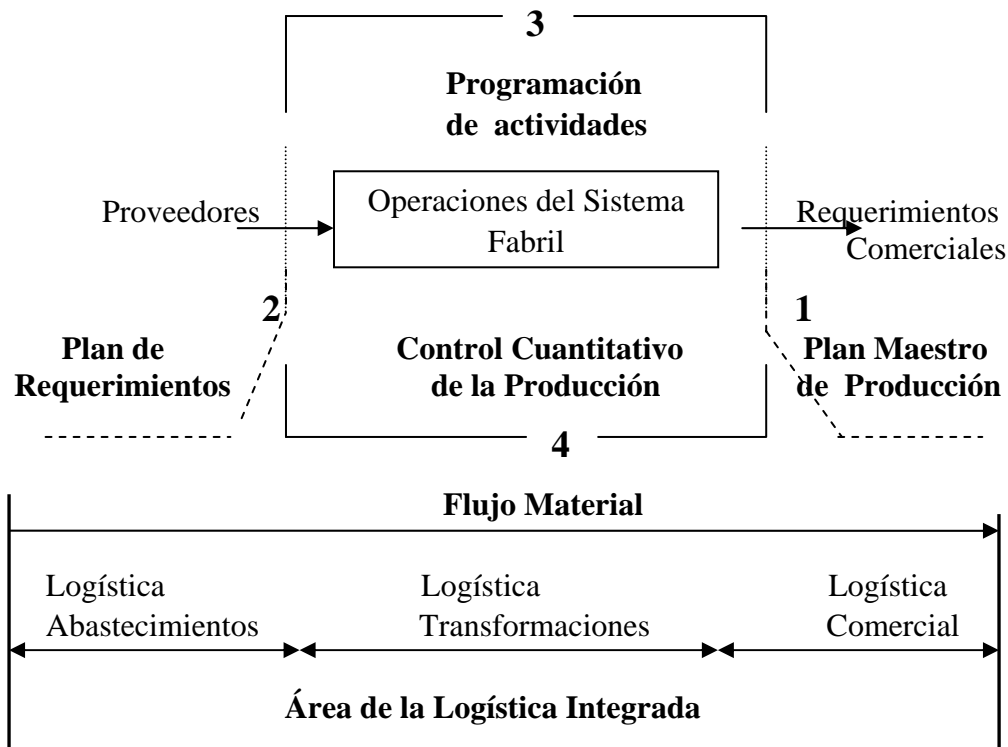 3
Programación
de actividades
Proveedores
Operaciones del Sistema
Fabril
Requerimientos
Comerciales
2
Plan de
Requerimientos
Control Cuantitativo
de la Producción
1
Plan Maestro
de Producción
4
Flujo Material
Logística
Abastecimientos
Logística
Transformaciones
Logística
Comercial
Área de la Logística Integrada